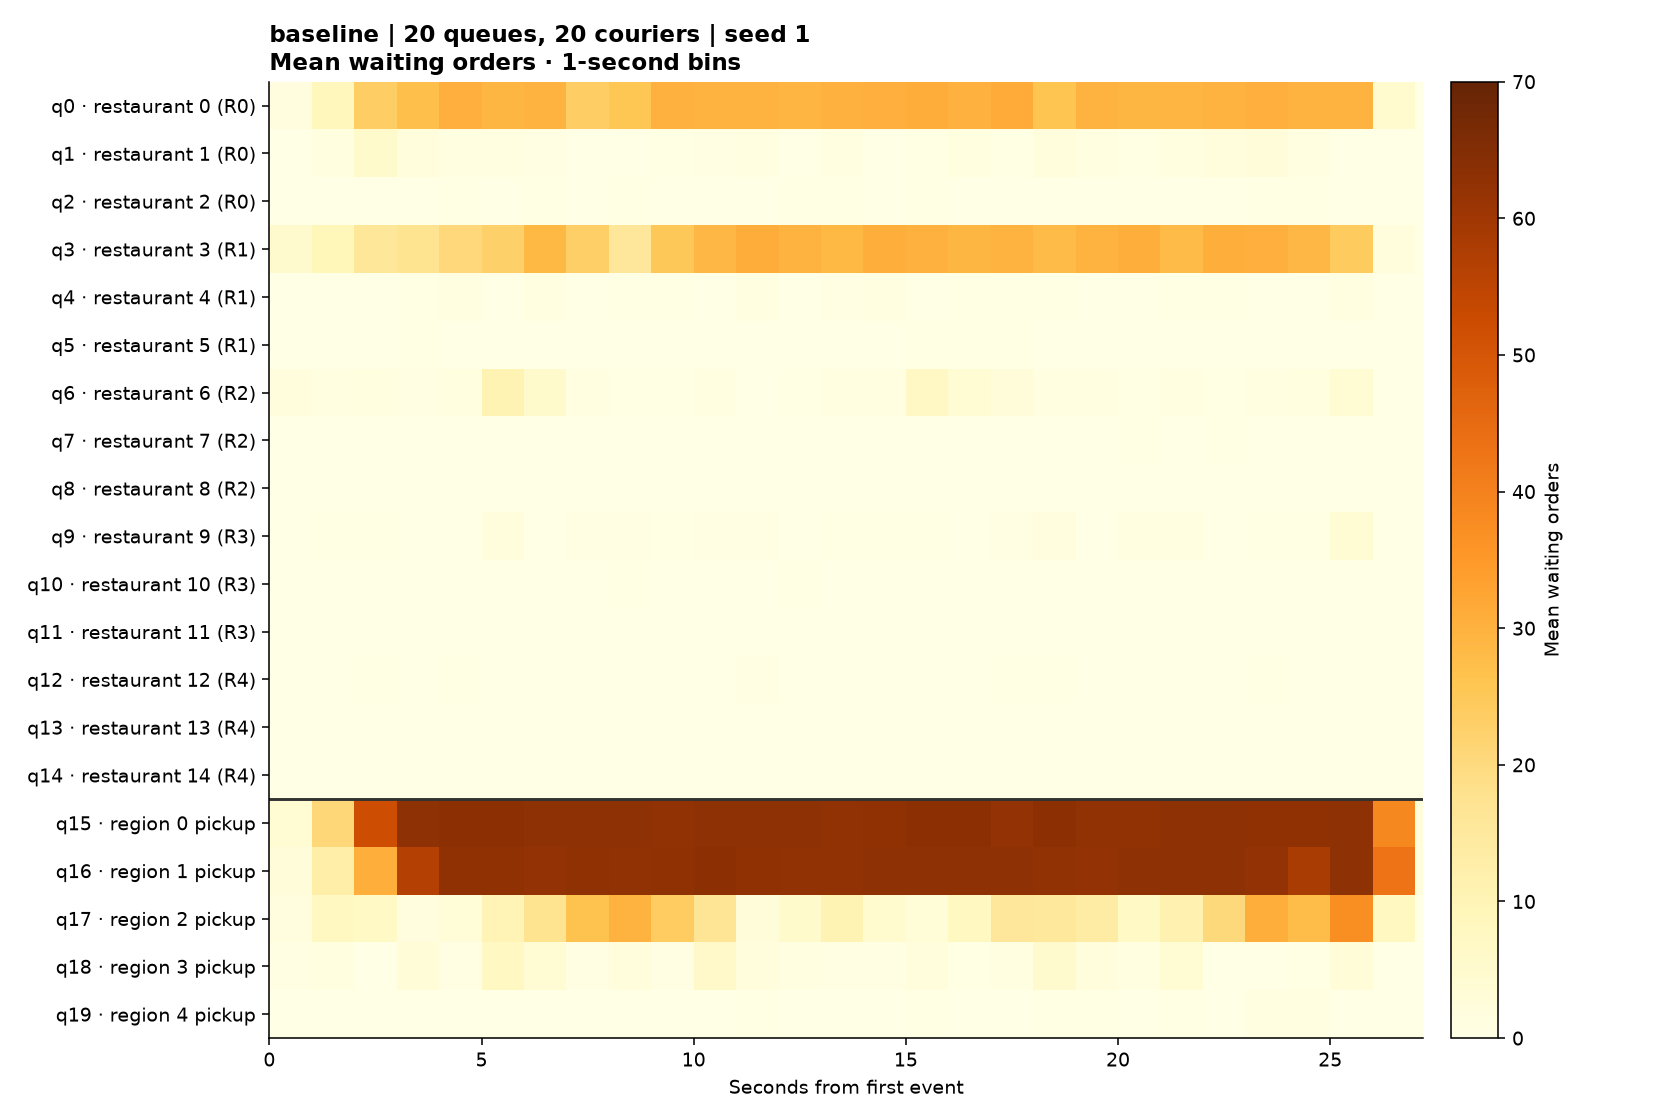 baseline | 20 queues, 20 couriers | seed 1
Mean waiting orders · 1-second bins
q0 · restaurant 0 (R0)
q1 · restaurant 1 (R0)
q2 · restaurant 2 (R0)
q3 · restaurant 3 (R1)
q4 · restaurant 4 (R1)
q5 · restaurant 5 (R1)
q6 · restaurant 6 (R2)
q7 · restaurant 7 (R2)
q8 · restaurant 8 (R2)
q9 · restaurant 9 (R3)
q10 · restaurant 10 (R3)
q11 · restaurant 11 (R3)
q12 · restaurant 12 (R4)
q13 · restaurant 13 (R4)
q14 · restaurant 14 (R4)
q15 · region 0 pickup
q16 · region 1 pickup
q17 · region 2 pickup
q18 · region 3 pickup
q19 · region 4 pickup
0 5 10 15 20 25
Seconds from first event
70
60
50
40
30
20
10
0
Mean waiting orders